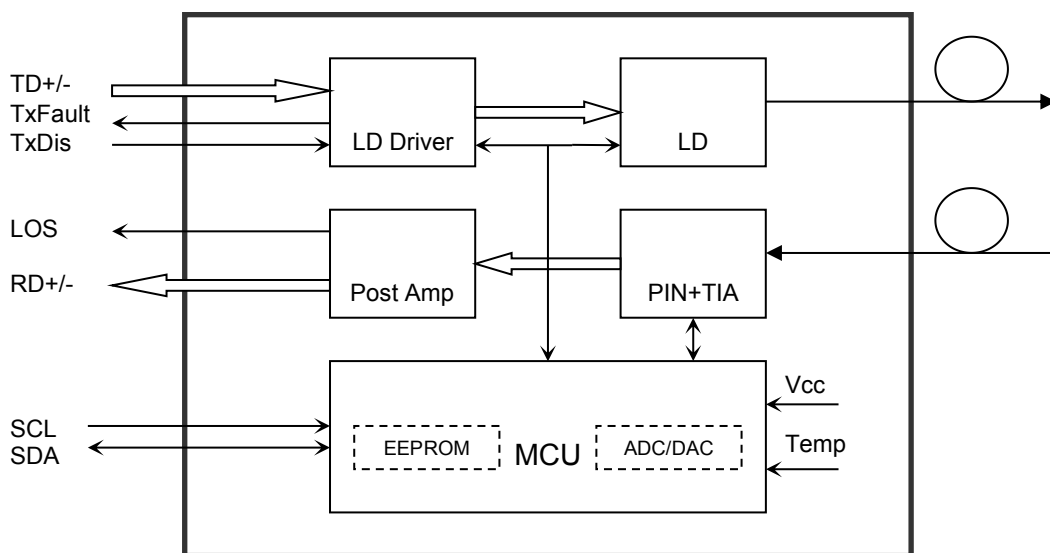 TD+/-
TxFault
TxDis
LD Driver
LD
LOS
RD+/-
Post Amp
PIN+TIA
SCL
SDA
EEPROM
MCU
ADC/DAC
Vcc
Temp